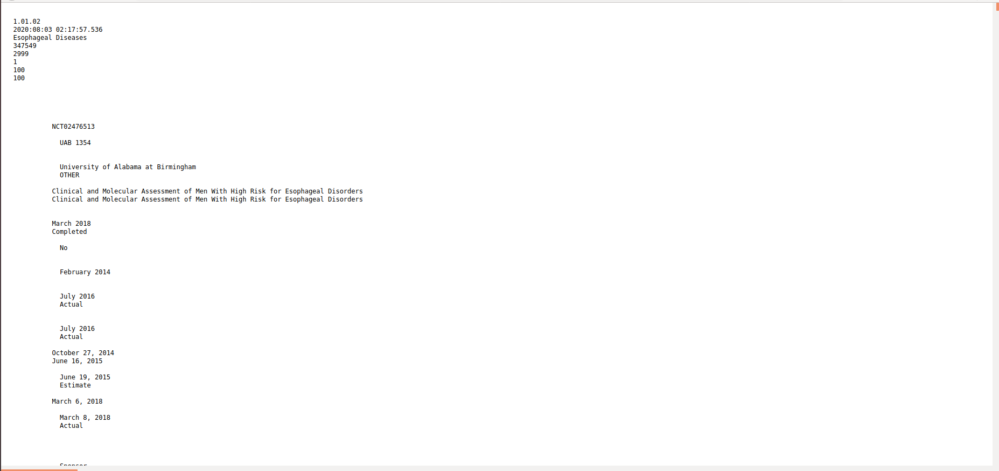 1.01.02
2020:08:03 02:17:57.536
Esophageal Diseases
347549
2999
1
100
100
NCT02476513
UAB 1354
University of Alabama at Birmingham
OTHER
Clinical and Molecular Assessment of Men With High Risk for Esophageal Disorders
Clinical and Molecular Assessment of Men With High Risk for Esophageal Disorders
March 2018
Completed
No
February 2014
July 2016
Actual
July 2016
Actual
October 27, 2014
June 16, 2015
June 19, 2015
Estimate
March 6, 2018
March 8, 2018
Actual
Sponsor